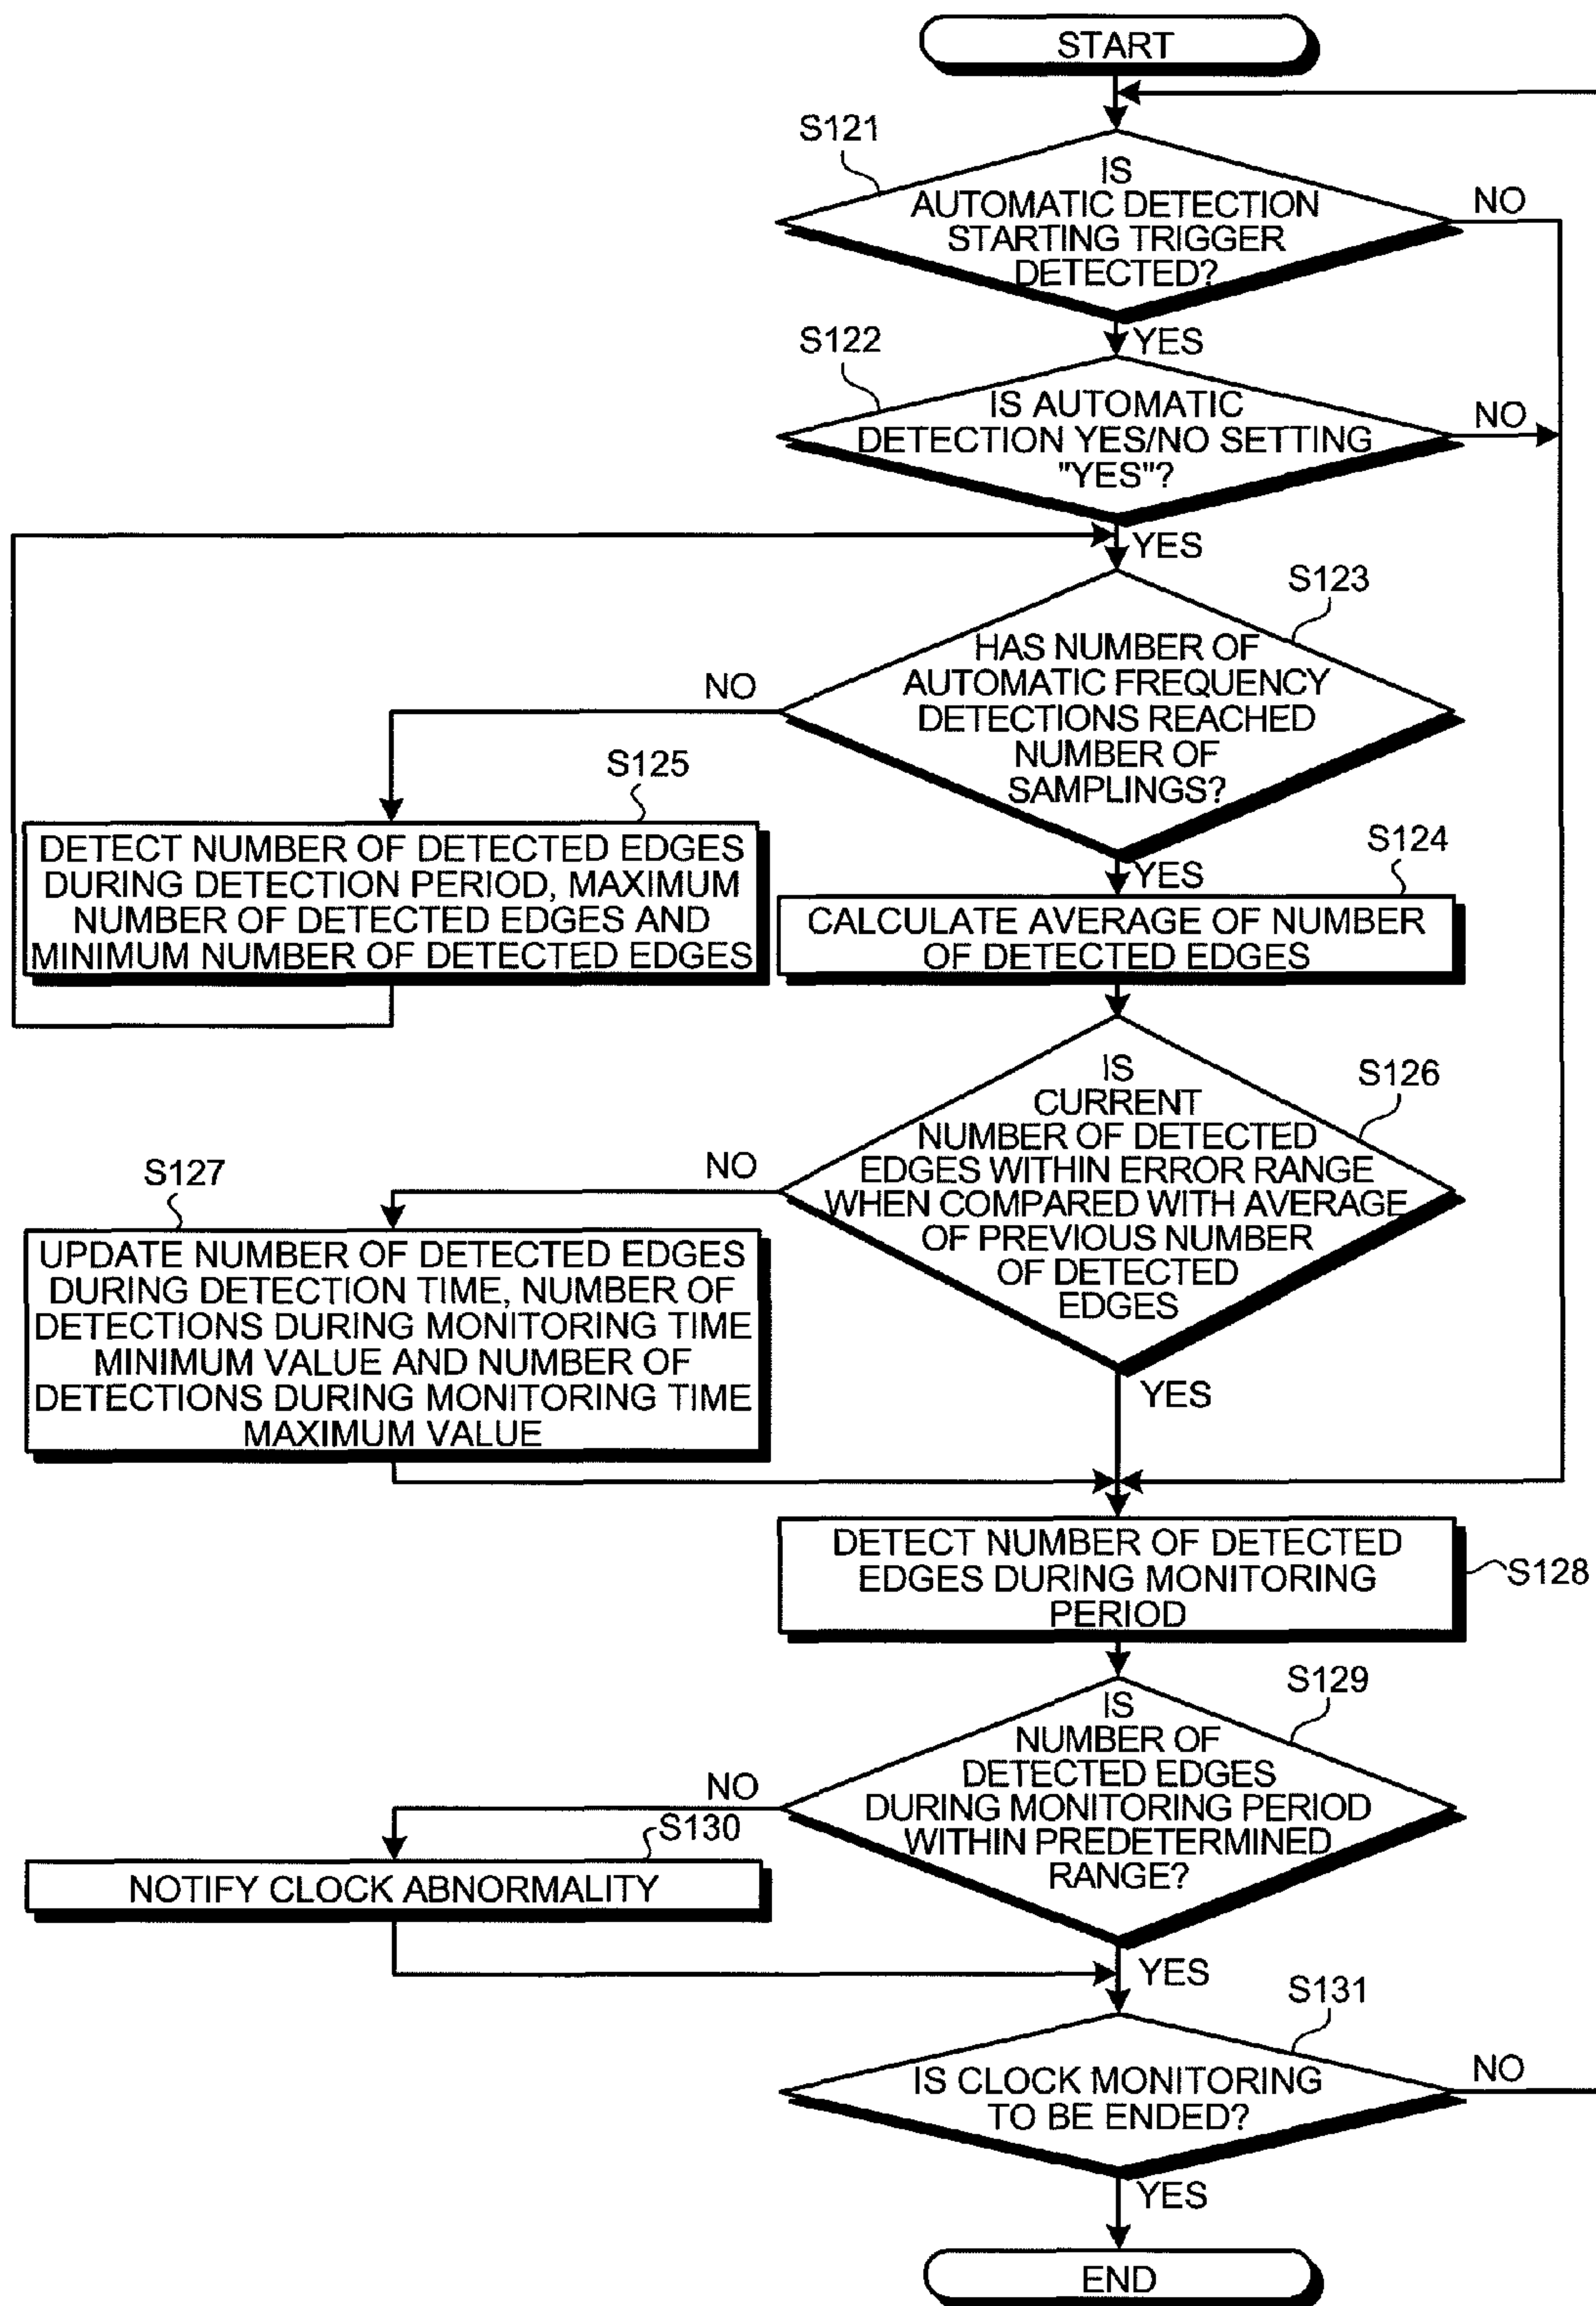 START
S121
IS
AUTOMATIC DETECTION
STARTING TRIGGER
DETECTED?
NO
YES
S122
IS AUTOMATIC
DETECTION YES/NO SETTING
"YES"?
NO
YES
S123
HAS NUMBER OF
AUTOMATIC FREQUENCY
DETECTIONS REACHED
NUMBER OF
SAMPLINGS?
NO
YES
S125
DETECT NUMBER OF DETECTED EDGES
DURING DETECTION PERIOD, MAXIMUM
NUMBER OF DETECTED EDGES AND
MINIMUM NUMBER OF DETECTED EDGES
S124
CALCULATE AVERAGE OF NUMBER
OF DETECTED EDGES
S126
IS
CURRENT
NUMBER OF DETECTED
EDGES WITHIN ERROR RANGE
WHEN COMPARED WITH AVERAGE
OF PREVIOUS NUMBER
OF DETECTED
EDGES
NO
YES
S127
UPDATE NUMBER OF DETECTED EDGES
DURING DETECTION TIME, NUMBER OF
DETECTIONS DURING MONITORING TIME
MINIMUM VALUE AND NUMBER OF
DETECTIONS DURING MONITORING TIME
MAXIMUM VALUE
DETECT NUMBER OF DETECTED
EDGES DURING MONITORING
PERIOD
S128
S129
IS
NUMBER OF
DETECTED EDGES
DURING MONITORING PERIOD
WITHIN PREDETERMINED
RANGE?
NO
YES
S130
NOTIFY CLOCK ABNORMALITY
S131
IS CLOCK MONITORING
TO BE ENDED?
NO
YES
END